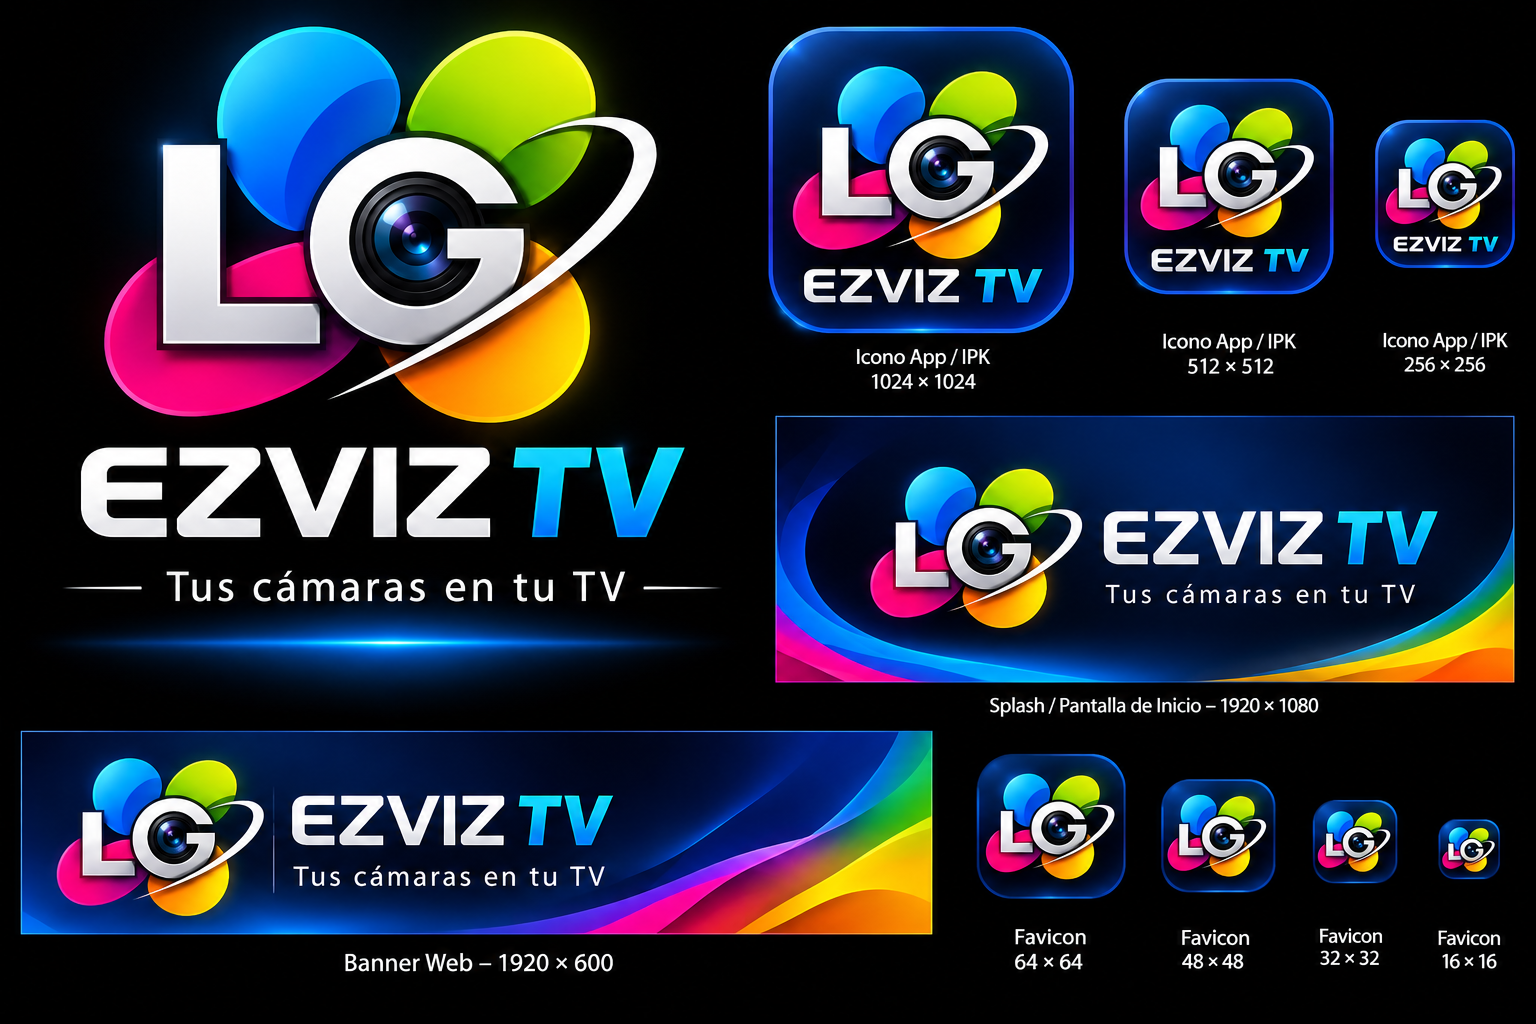 LG
EZVIZ TV
Tus cámaras en tu TV
LG
EZVIZ TV
Icono App / IPK
1024 × 1024
LG
EZVIZ TV
Icono App / IPK
512 × 512
LG
EZVIZ TV
Icono App / IPK
256 × 256
LG
EZVIZ TV
Tus cámaras en tu TV
Splash / Pantalla de Inicio – 1920 × 1080
LG
EZVIZ TV
Tus cámaras en tu TV
Banner Web – 1920 × 600
LG
Favicon
64 × 64
LG
Favicon
48 × 48
LG
Favicon
32 × 32
LG
Favicon
16 × 16